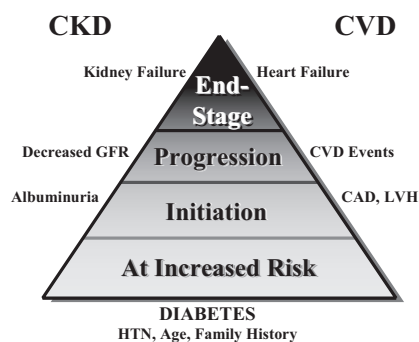 CKD CVD
Kidney Failure Heart Failure
End-
Stage
Decreased GFR Progression CVD Events
Albuminuria Initiation CAD, LVH
At Increased Risk
DIABETES
HTN, Age, Family History